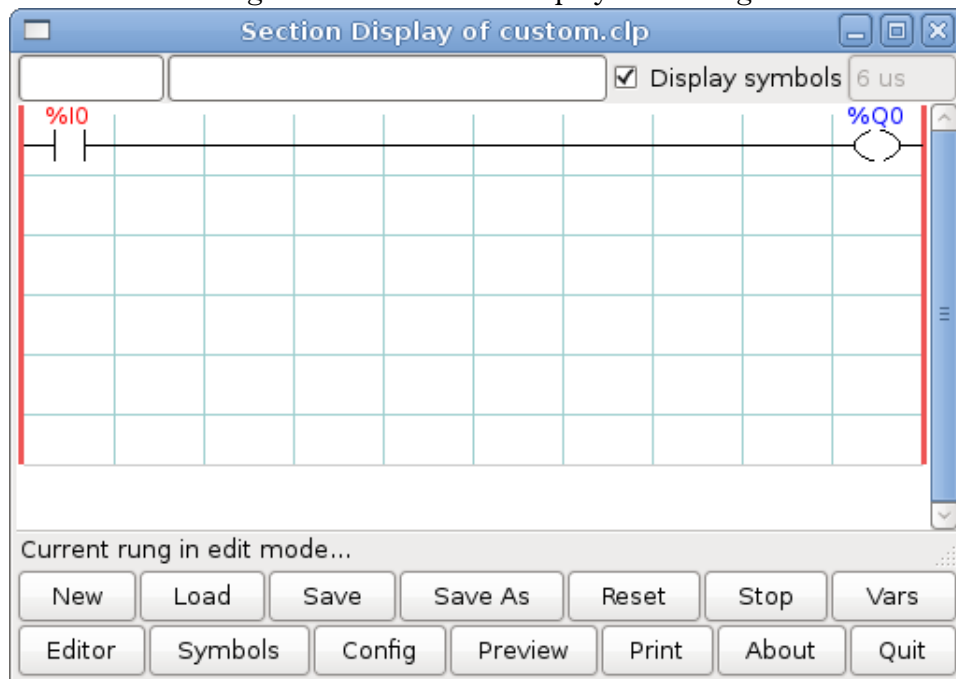 Section Display of custom.clp
Display symbols 6 us
%I0 %Q0
Current rung in edit mode...
New Load Save Save As Reset Stop Vars
Editor Symbols Config Preview Print About Quit